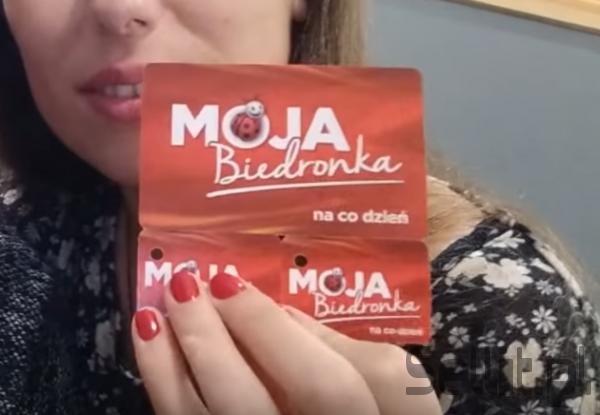 MOJA
Biedronka
na co dzień
MOJA
MOJA
Biedronka
na co dzień